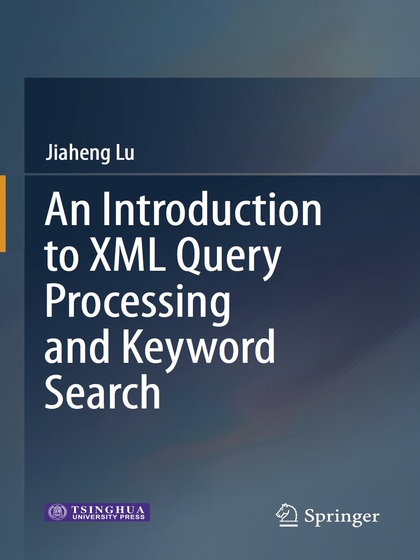 Jiaheng Lu
An Introduction
to XML Query
Processing
and Keyword
Search
TSINGHUA
UNIVERSITY PRESS
Springer